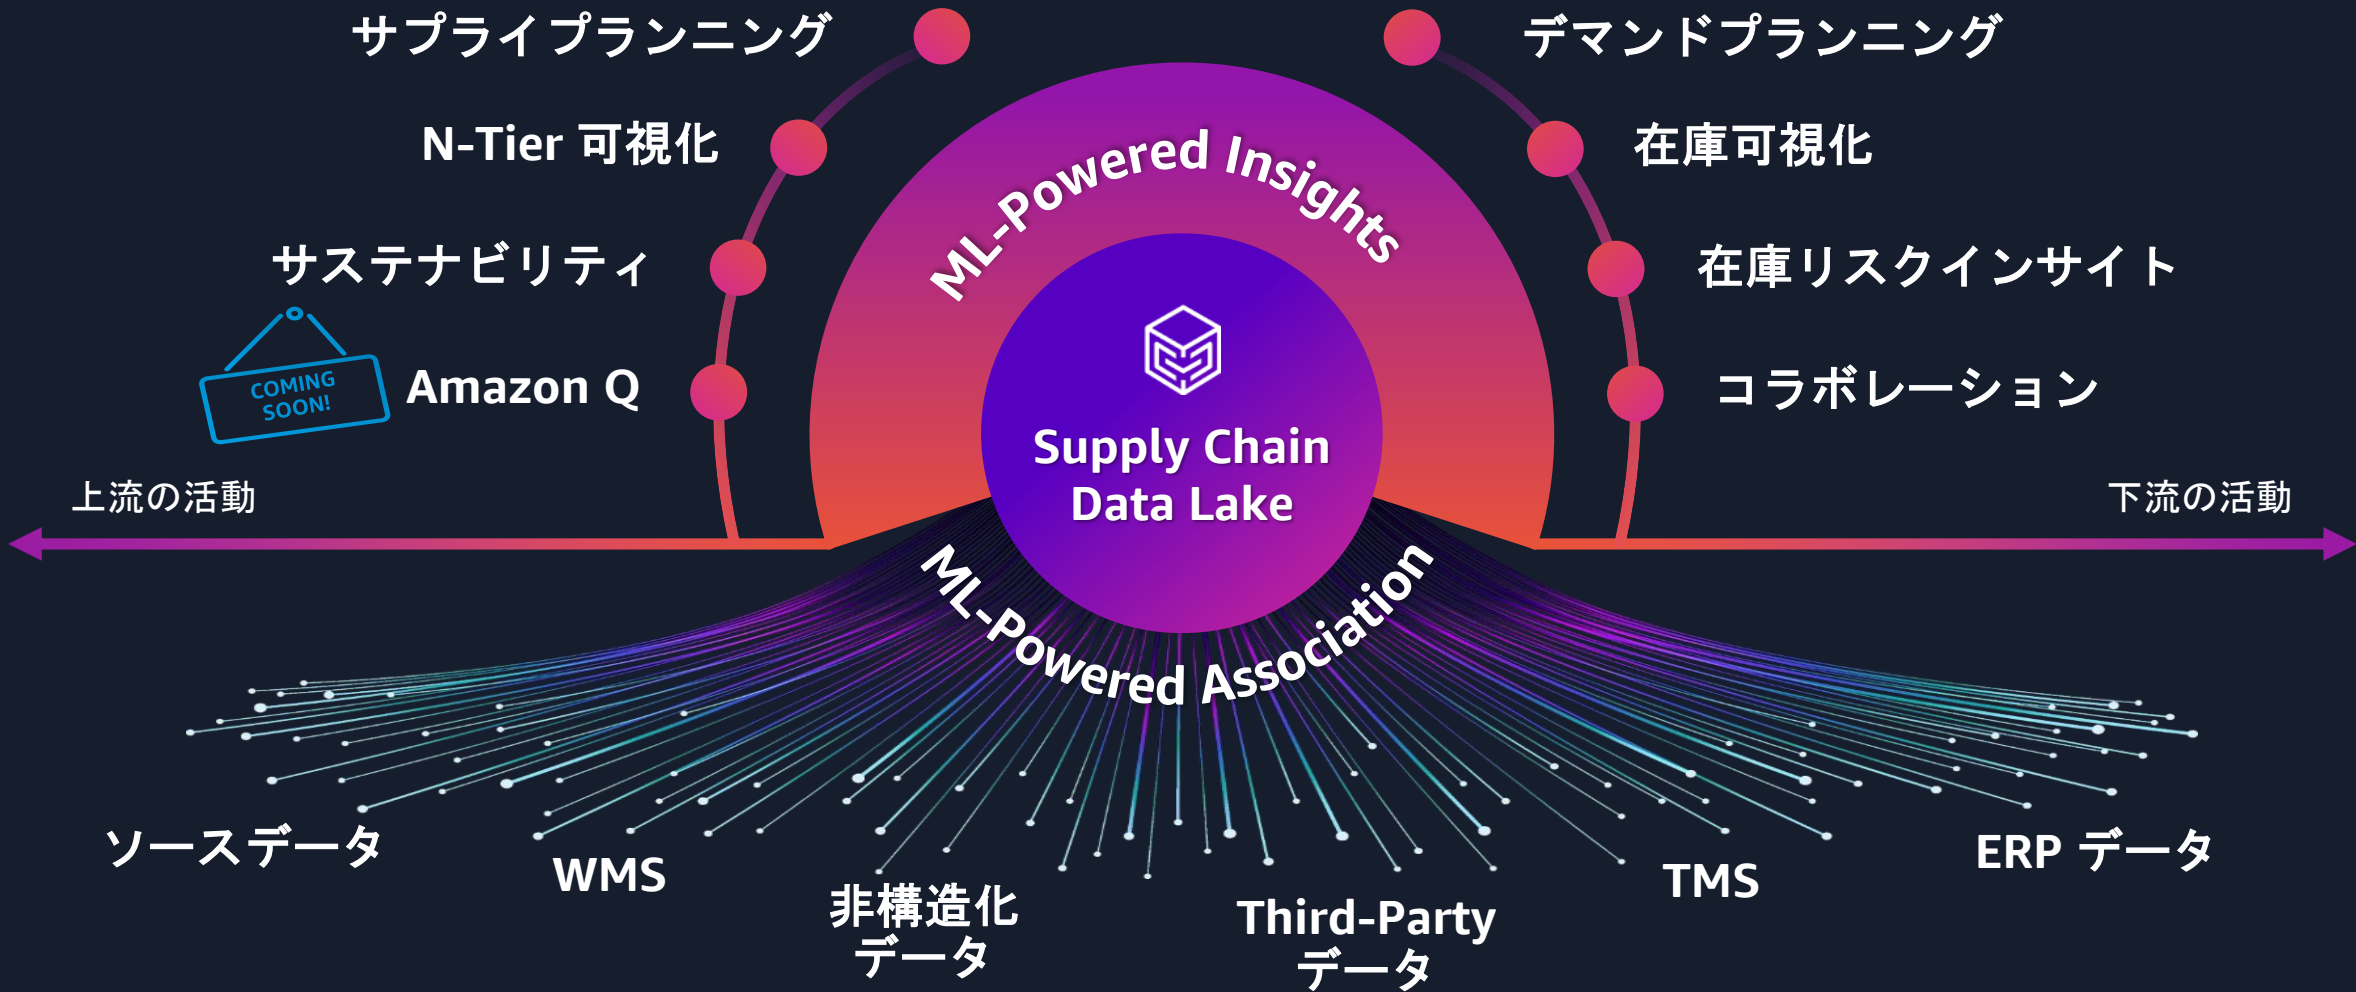 サプライプランニング
デマンドプランニング
N-Tier 可視化
在庫可視化
ML-Powered Insights
サステナビリティ
在庫リスクインサイト
COMING
SOON!
Amazon Q
コラボレーション
Supply Chain
Data Lake
上流の活動
下流の活動
ML-Powered Association
ソースデータ
WMS
非構造化
データ
Third-Party
データ
TMS
ERP データ